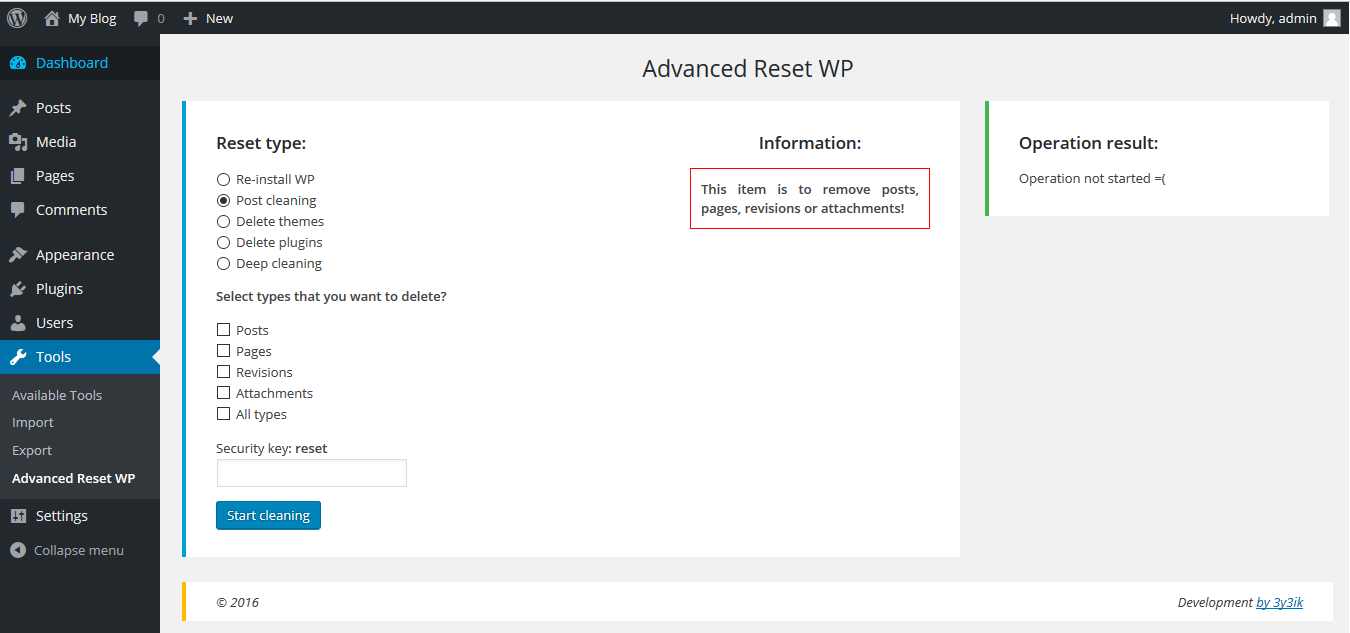 My Blog 0 New Howdy, admin
Dashboard
Posts
Media
Pages
Comments
Appearance
Plugins
Users
Tools
Available Tools
Import
Export
Advanced Reset WP
Settings
Collapse menu
Advanced Reset WP
Reset type:
Re-install WP
Post cleaning
Delete themes
Delete plugins
Deep cleaning
Select types that you want to delete?
Posts
Pages
Revisions
Attachments
All types
Security key: reset
Start cleaning
Information:
This item is to remove posts,
pages, revisions or attachments!
Operation result:
Operation not started =(
© 2016
Development by 3y3ik